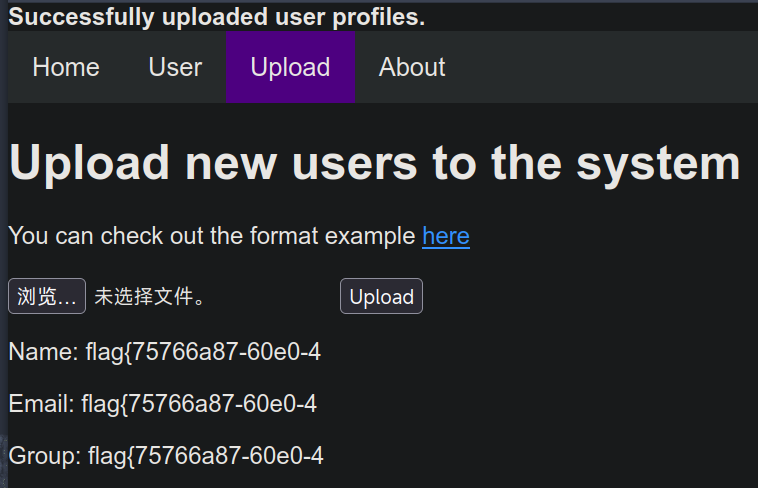 Successfully uploaded user profiles.
Home User Upload About
Upload new users to the system
You can check out the format example here
浏览... 未选择文件。 Upload
Name: flag{75766a87-60e0-4
Email: flag{75766a87-60e0-4
Group: flag{75766a87-60e0-4